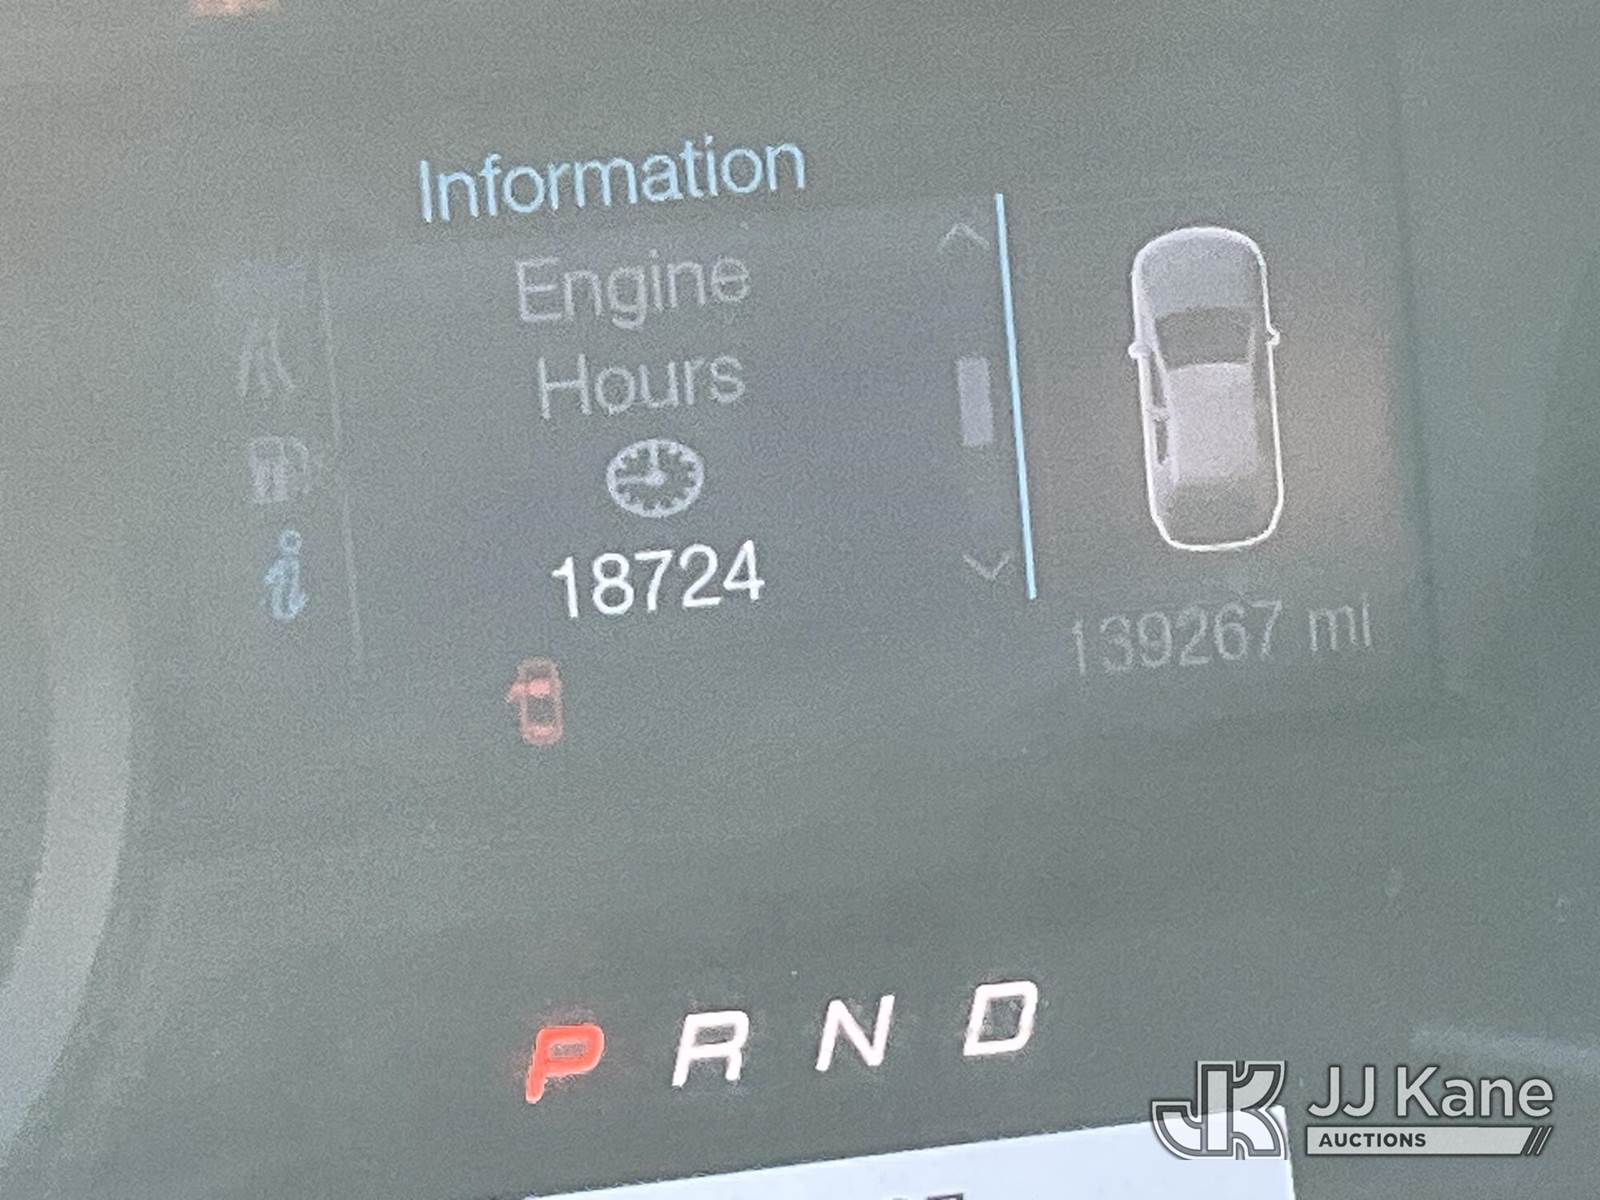 Information
Engine
Hours
18724
139267 mi
P R N D
JJ Kane
AUCTIONS